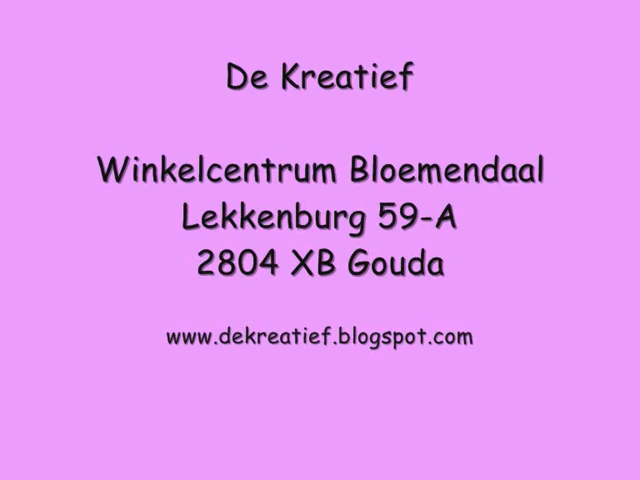 De Kreatief
Winkelcentrum Bloemendaal
Lekkenburg 59-A
2804 XB Gouda
www.dekreatief.blogspot.com